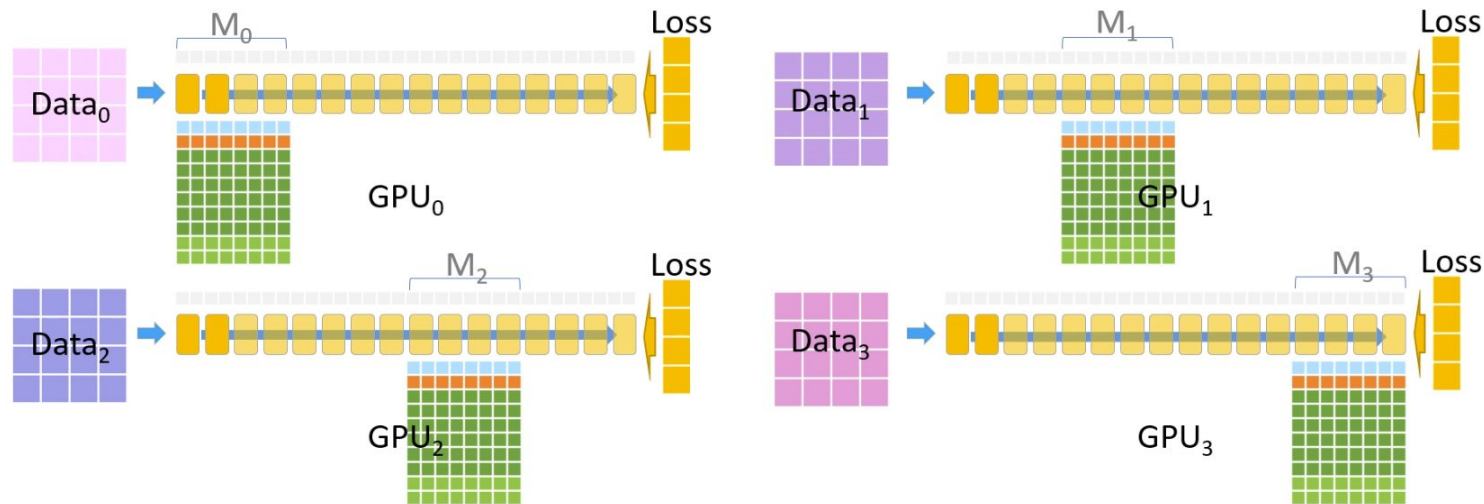 M₀
Loss
Data₀
GPU₀
M₁
Loss
Data₁
GPU₁
M₂
Loss
Data₂
GPU₂
M₃
Loss
Data₃
GPU₃